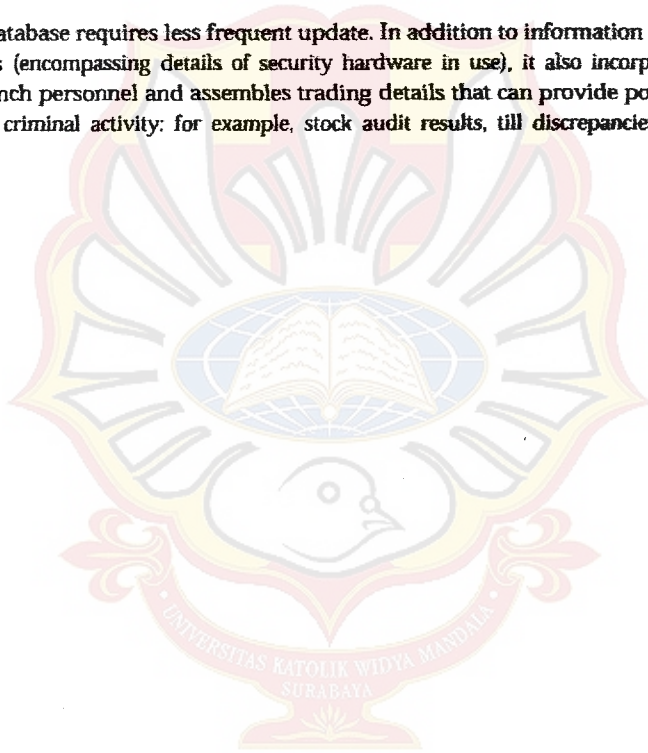 atabase requires less frequent update. In addition to information
s (encompassing details of security hardware in use), it also incorp
nch personnel and assembles trading details that can provide po
criminal activity: for example, stock audit results, till discrepancie
UNIVERSITAS KATOLIK WIDYA MANDALA
SURABAYA